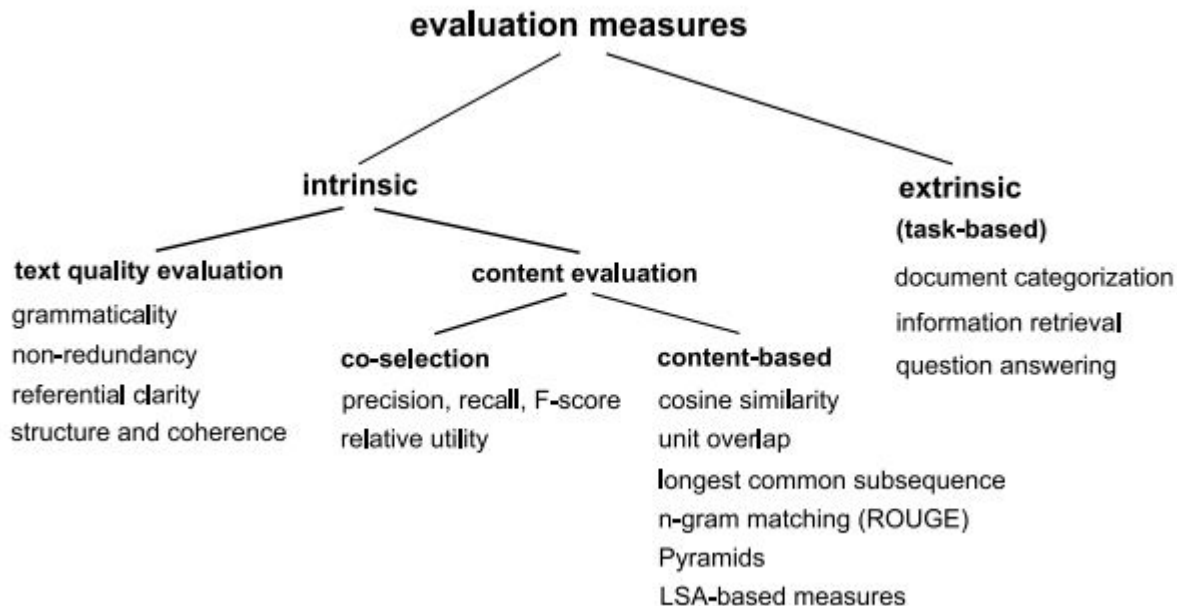 evaluation measures
intrinsic
extrinsic
(task-based)
document categorization
information retrieval
question answering
text quality evaluation
grammaticality
non-redundancy
referential clarity
structure and coherence
content evaluation
co-selection
precision, recall, F-score
relative utility
content-based
cosine similarity
unit overlap
longest common subsequence
n-gram matching (ROUGE)
Pyramids
LSA-based measures